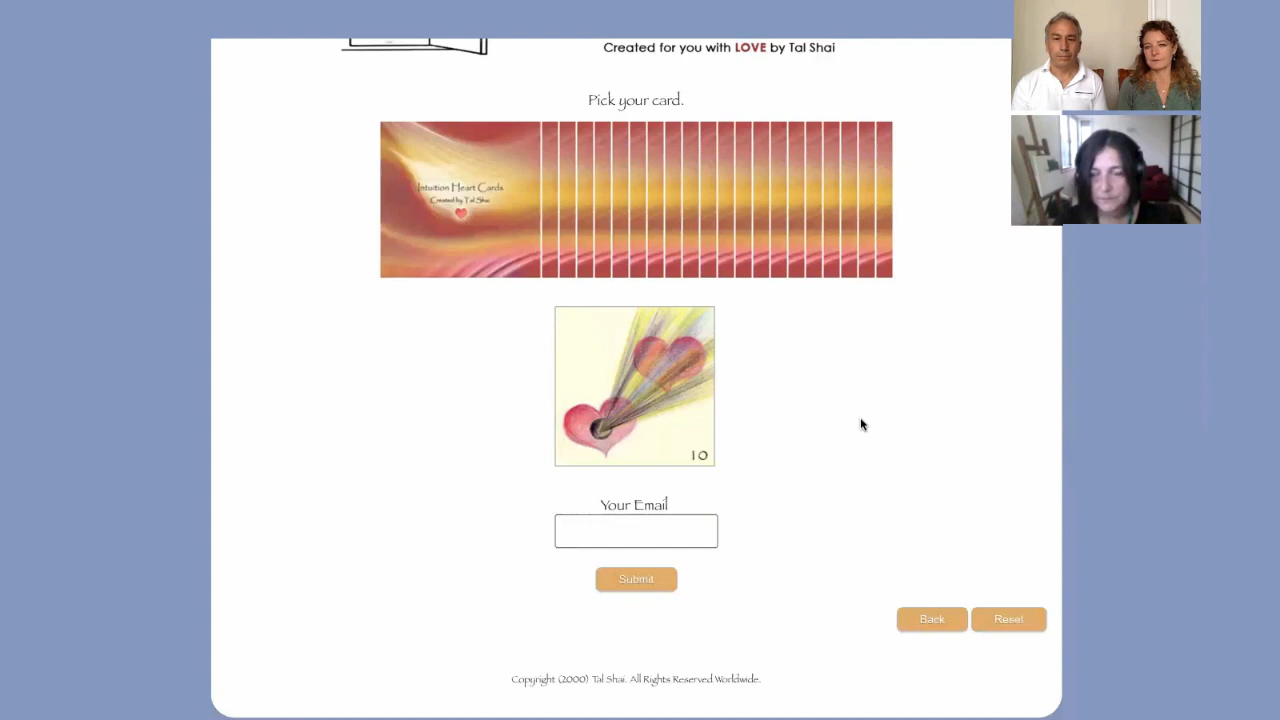 Created for you with LOVE by Tal Shai
Pick your card.
Intuition Heart Cards
Created by Tal Shai
10
Your Email
Submit
Back
Reset
Copyright (2000) Tal Shai. All Rights Reserved Worldwide.